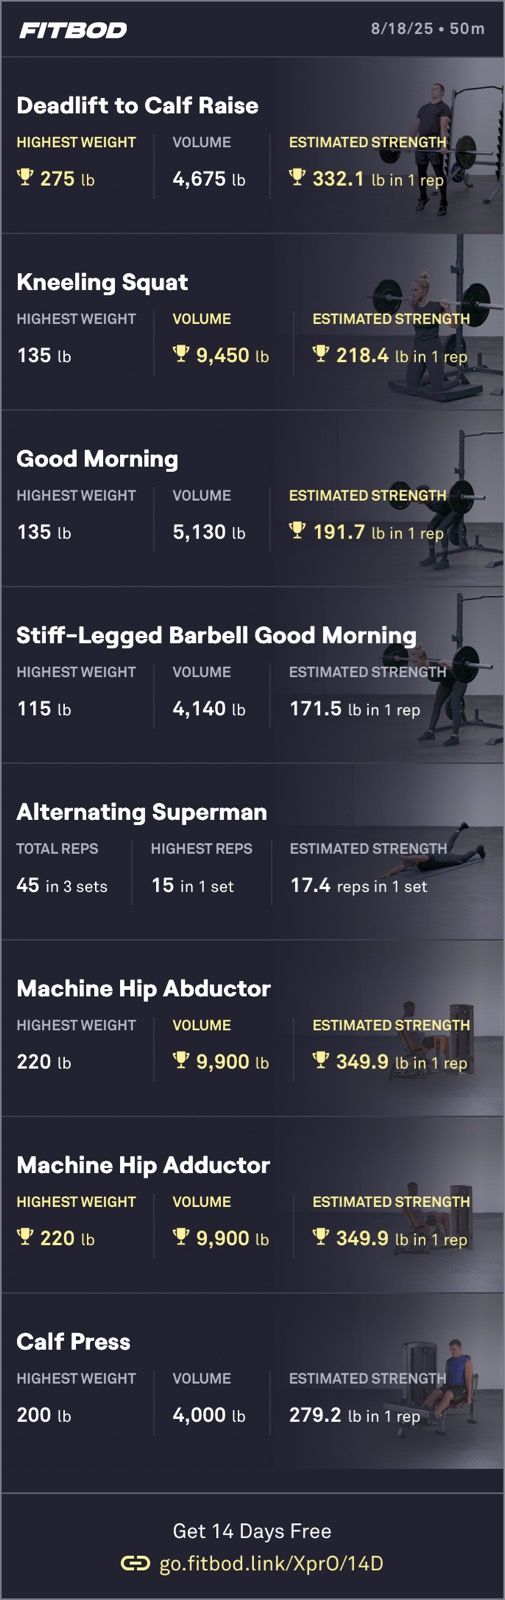 FITBOD
8/18/25 • 50m
Deadlift to Calf Raise
HIGHEST WEIGHT VOLUME ESTIMATED STRENGTH
275 lb 4,675 lb 332.1 lb in 1 rep
Kneeling Squat
HIGHEST WEIGHT VOLUME ESTIMATED STRENGTH
135 lb 9,450 lb 218.4 lb in 1 rep
Good Morning
HIGHEST WEIGHT VOLUME ESTIMATED STRENGTH
135 lb 5,130 lb 191.7 lb in 1 rep
Stiff-Legged Barbell Good Morning
HIGHEST WEIGHT VOLUME ESTIMATED STRENGTH
115 lb 4,140 lb 171.5 lb in 1 rep
Alternating Superman
TOTAL REPS HIGHEST REPS ESTIMATED STRENGTH
45 in 3 sets 15 in 1 set 17.4 reps in 1 set
Machine Hip Abductor
HIGHEST WEIGHT VOLUME ESTIMATED STRENGTH
220 lb 9,900 lb 349.9 lb in 1 rep
Machine Hip Adductor
HIGHEST WEIGHT VOLUME ESTIMATED STRENGTH
220 lb 9,900 lb 349.9 lb in 1 rep
Calf Press
HIGHEST WEIGHT VOLUME ESTIMATED STRENGTH
200 lb 4,000 lb 279.2 lb in 1 rep
Get 14 Days Free
go.fitbod.link/XprO/14D